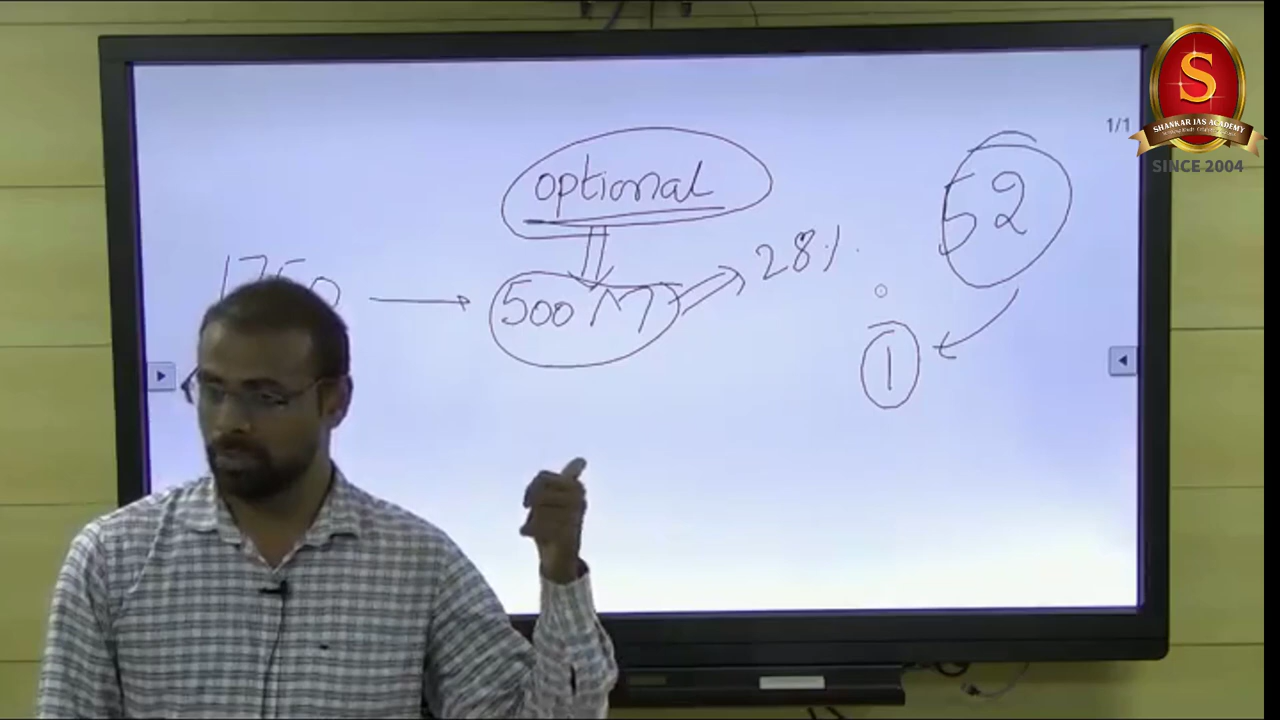 1/1
S
SHANKAR IAS ACADEMY
SINCE 2004
optional
52
28%.
1750
500 M
1